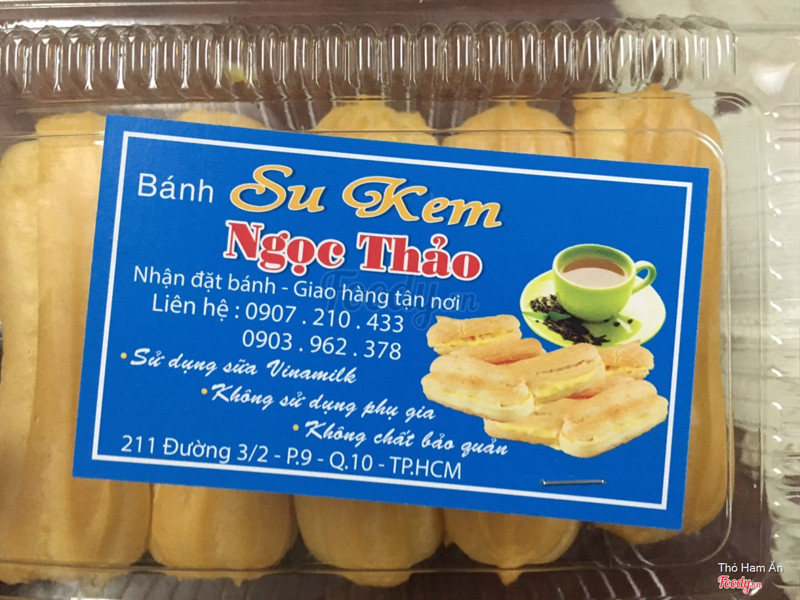 Bánh Su Kem
Ngọc Thảo
Nhận đặt bánh - Giao hàng tận nơi
Liên hệ : 0907 . 210 . 433
0903 . 962 . 378
• Sử dụng sữa Vinamilk
• Không sử dụng phụ gia
• Không chất bảo quản
211 Đường 3/2 - P.9 - Q.10 - TP.HCM
Foody.vn
Thỏ Ham Ăn
Foody.vn